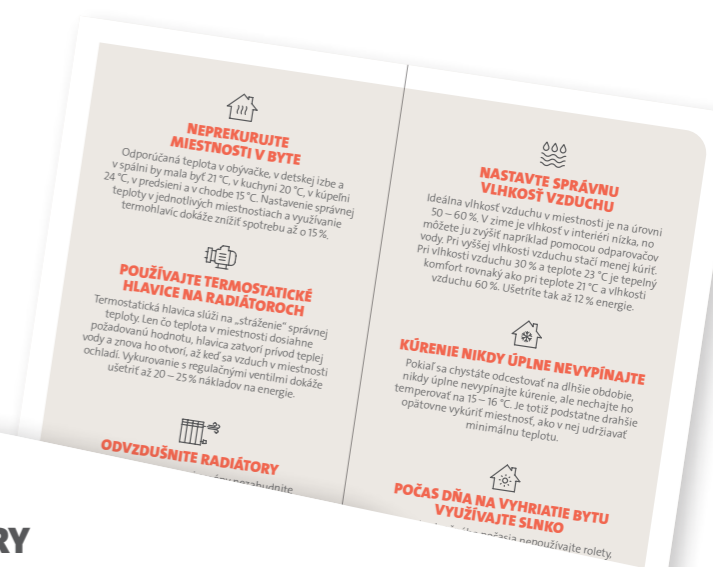 NEPREKURUJTE
MIESTNOSTI V BYTE
Odporúčaná teplota v obývačke, v detskej izbe a
v spálni by mala byť 21 °C, v kuchyni 20 °C, v kúpeľni
24 °C, v predsieni a v chodbe 15 °C. Nastavenie správnej
teploty v jednotlivých miestnostiach a využívanie
termohlavíc dokáže znížiť spotrebu až o 15 %.
POUŽÍVAJTE TERMOSTATICKÉ
HLAVICE NA RADIÁTOROCH
Termostatická hlavica slúži na „stráženie“ správnej
teploty. Len čo teplota v miestnosti dosiahne
požadovanú hodnotu, hlavica zatvorí prívod teplej
vody a znova ho otvorí, až keď sa vzduch v miestnosti
ochladí. Vykurovanie s regulačnými ventilmi dokáže
ušetriť až 20 – 25 % nákladov na energie.
ODVZDUŠNITE RADIÁTORY
nezabudnite
NASTAVTE SPRÁVNU
VLHKOSŤ VZDUCHU
Ideálna vlhkosť vzduchu v miestnosti je na úrovni
50 – 60 %. V zime je vlhkosť v interiéri nízka, no
môžete ju zvýšiť napríklad pomocou odparovačov
vody. Pri vyššej vlhkosti vzduchu stačí menej kúriť.
Pri vlhkosti vzduchu 30 % a teplote 23 °C je tepelný
komfort rovnaký ako pri teplote 21 °C a vlhkosti
vzduchu 60 %. Ušetríte tak až 12 % energie.
KÚRENIE NIKDY ÚPLNE NEVYPÍNAJTE
Pokiaľ sa chystáte odcestovať na dlhšie obdobie,
nikdy úplne nevypínajte kúrenie, ale nechajte ho
temperovať na 15 – 16 °C. Je totiž podstatne drahšie
opätovne vykúriť miestnosť, ako v nej udržiavať
minimálnu teplotu.
POČAS DŇA NA VYHRIATIE BYTU
VYUŽÍVAJTE SLNKO
počasia nepoužívajte rolety,
RY